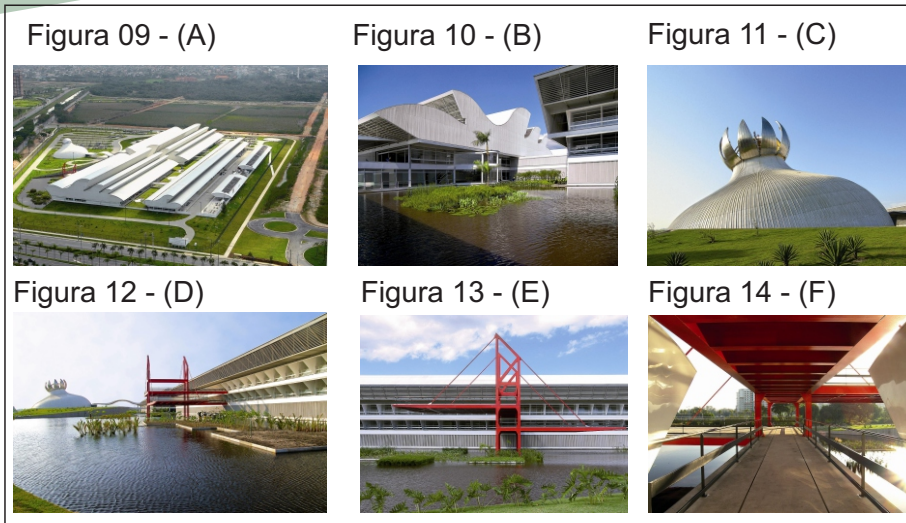 Figura 09 - (A)
Figura 10 - (B)
Figura 11 - (C)
Figura 12 - (D)
Figura 13 - (E)
Figura 14 - (F)